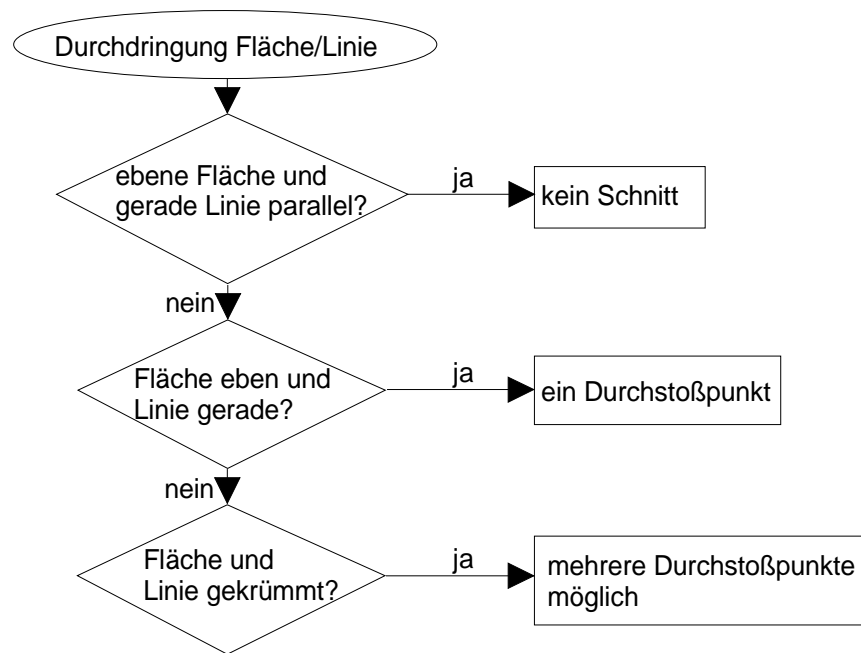 Durchdringung Fläche/Linie
ebene Fläche und
gerade Linie parallel?
ja
kein Schnitt
nein
Fläche eben und
Linie gerade?
ja
ein Durchstoßpunkt
nein
Fläche und
Linie gekrümmt?
ja
mehrere Durchstoßpunkte
möglich